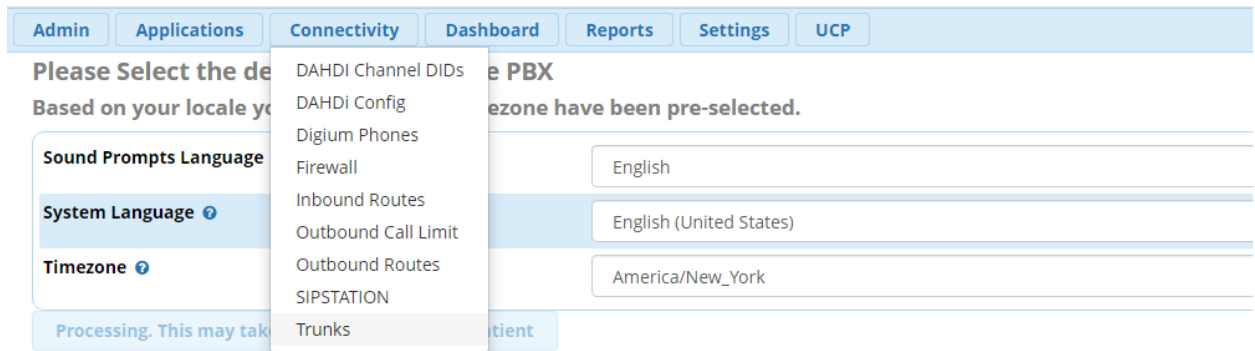 Admin Applications Connectivity Dashboard Reports Settings UCP
Please Select the de
e PBX
Based on your locale yo
ezone have been pre-selected.
DAHDI Channel DIDs
DAHDi Config
Digium Phones
Firewall
Inbound Routes
Outbound Call Limit
Outbound Routes
SIPSTATION
Trunks
Sound Prompts Language
English
System Language
English (United States)
Timezone
America/New_York
Processing. This may tak
tient